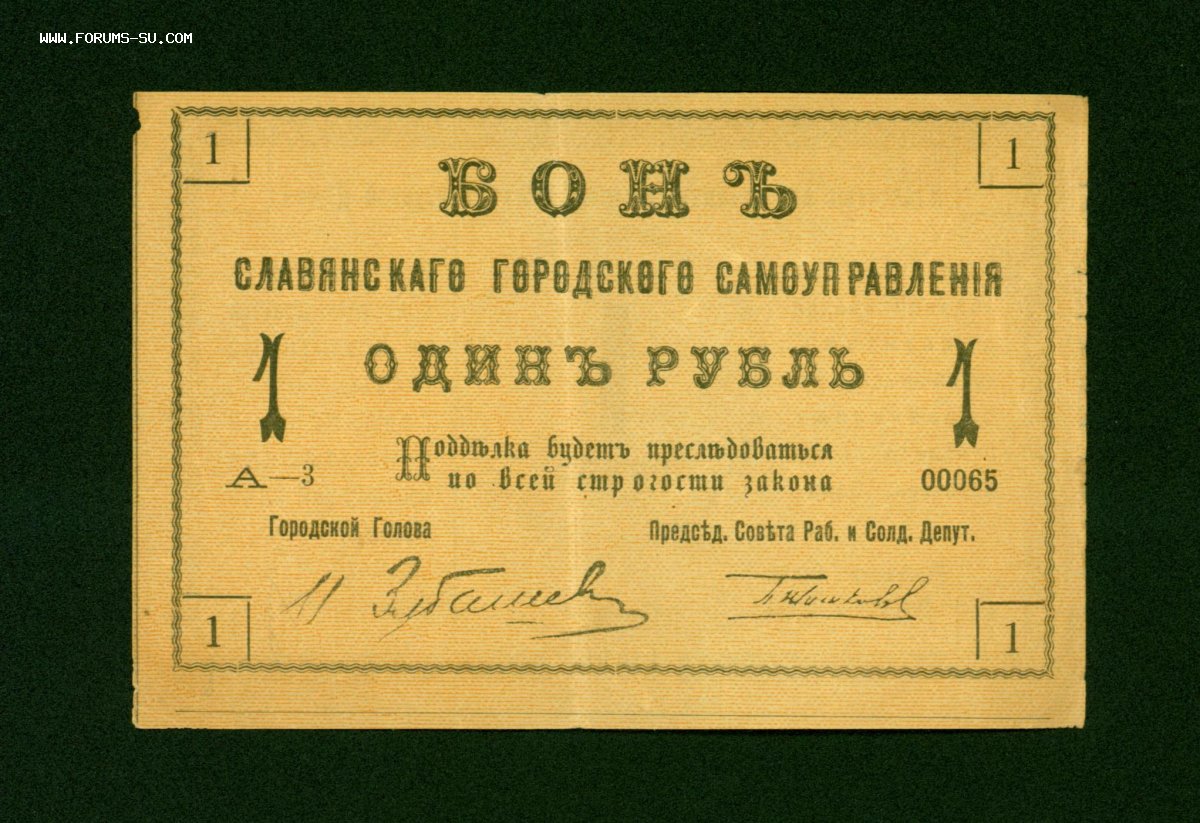 WWW.FORUMS-SU.COM
1 1
БОНЪ
СЛАВЯНСКАГО ГОРОДСКОГО САМОУПРАВЛЕНІЯ
1 ОДИНЪ РУБЛЬ 1
Поддѣлка будетъ преслѣдоваться
по всей строгости закона
А—3 00065
Городской Голова Предсѣд. Совѣта Раб. и Солд. Депут.
1 1